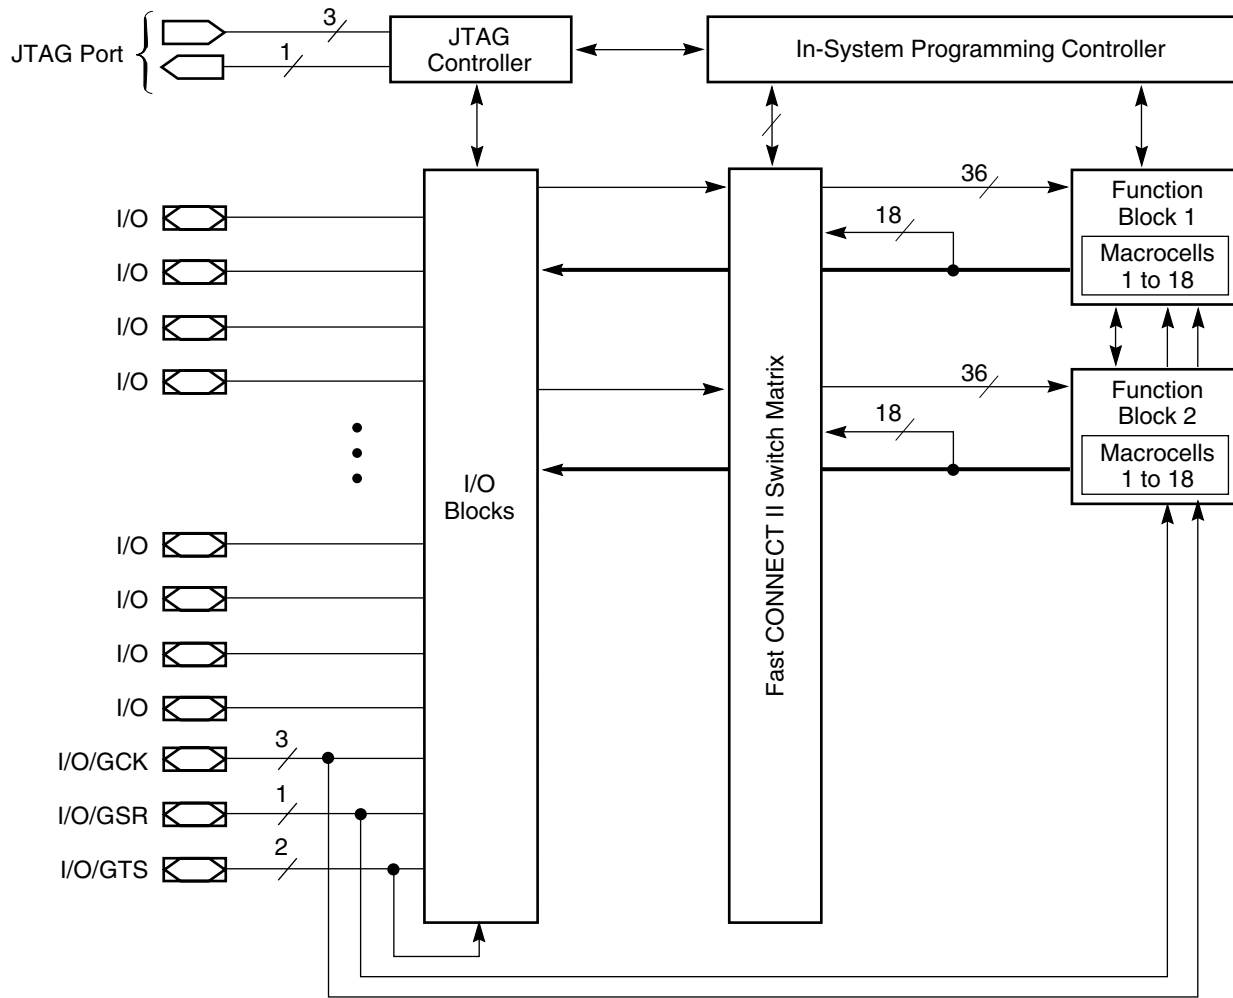 JTAG Port
3
1
JTAG
Controller
In-System Programming Controller
I/O
I/O
I/O
I/O
I/O
I/O
I/O
I/O
I/O/GCK
3
I/O/GSR
1
I/O/GTS
2
I/O
Blocks
Fast CONNECT II Switch Matrix
36
18
Function
Block 1
Macrocells
1 to 18
36
18
Function
Block 2
Macrocells
1 to 18